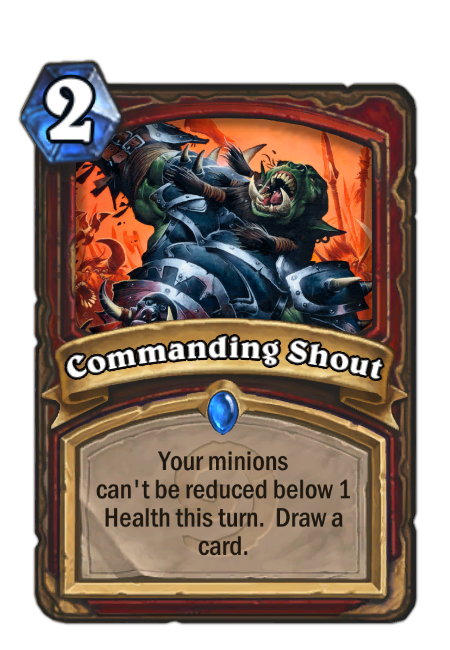 2
Commanding Shout
Your minions
can't be reduced below 1
Health this turn.  Draw a
card.